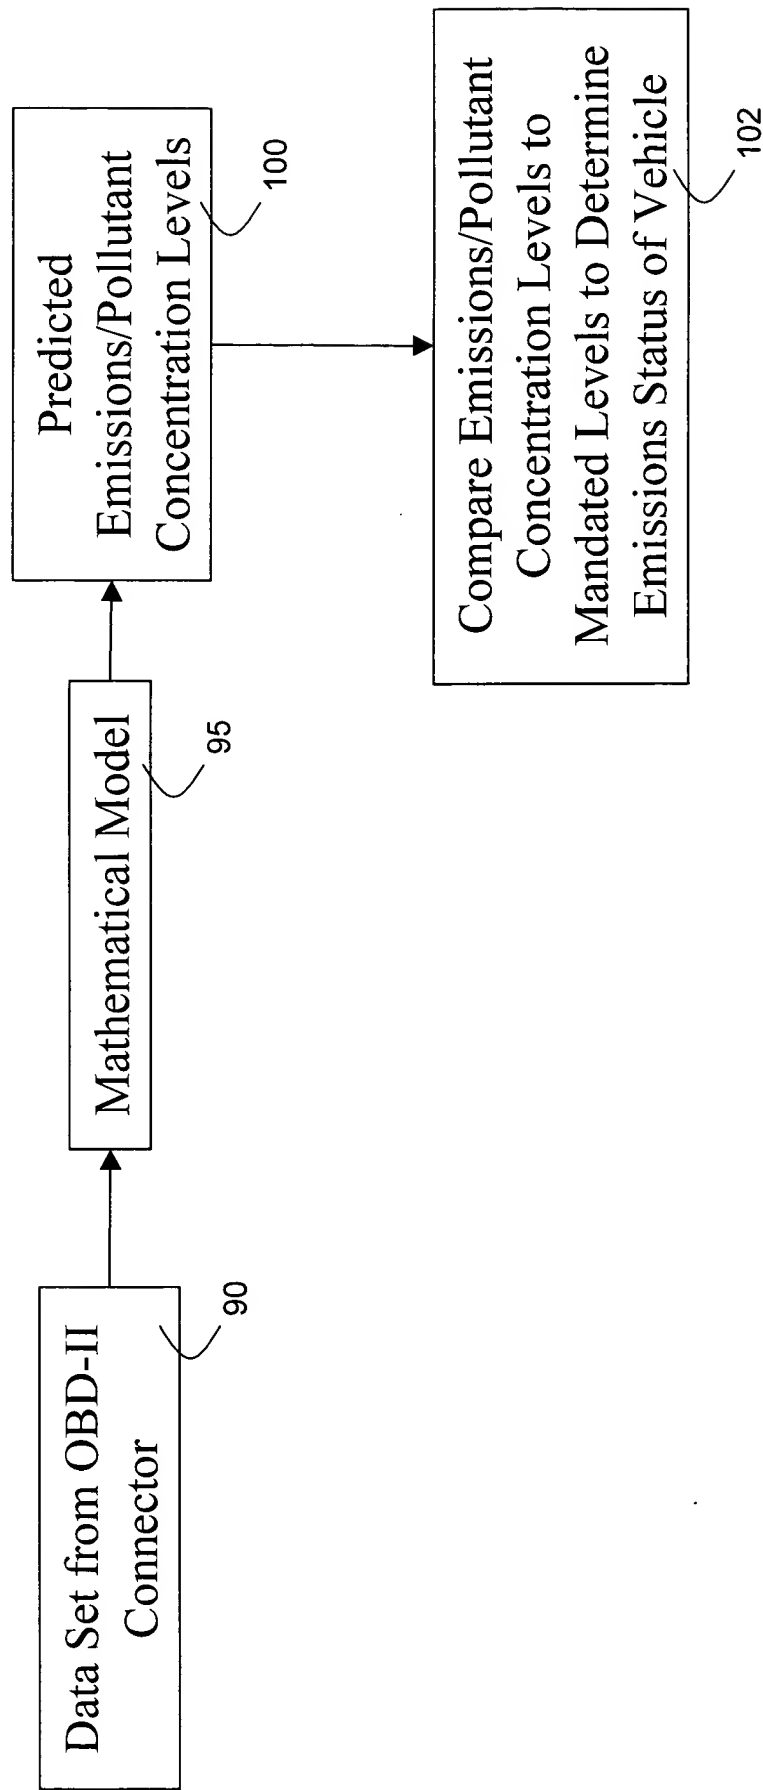 Data Set from OBD-II
Connector
90
Mathematical Model
95
Predicted
Emissions/Pollutant
Concentration Levels
100
Compare Emissions/Pollutant
Concentration Levels to
Mandated Levels to Determine
Emissions Status of Vehicle
102